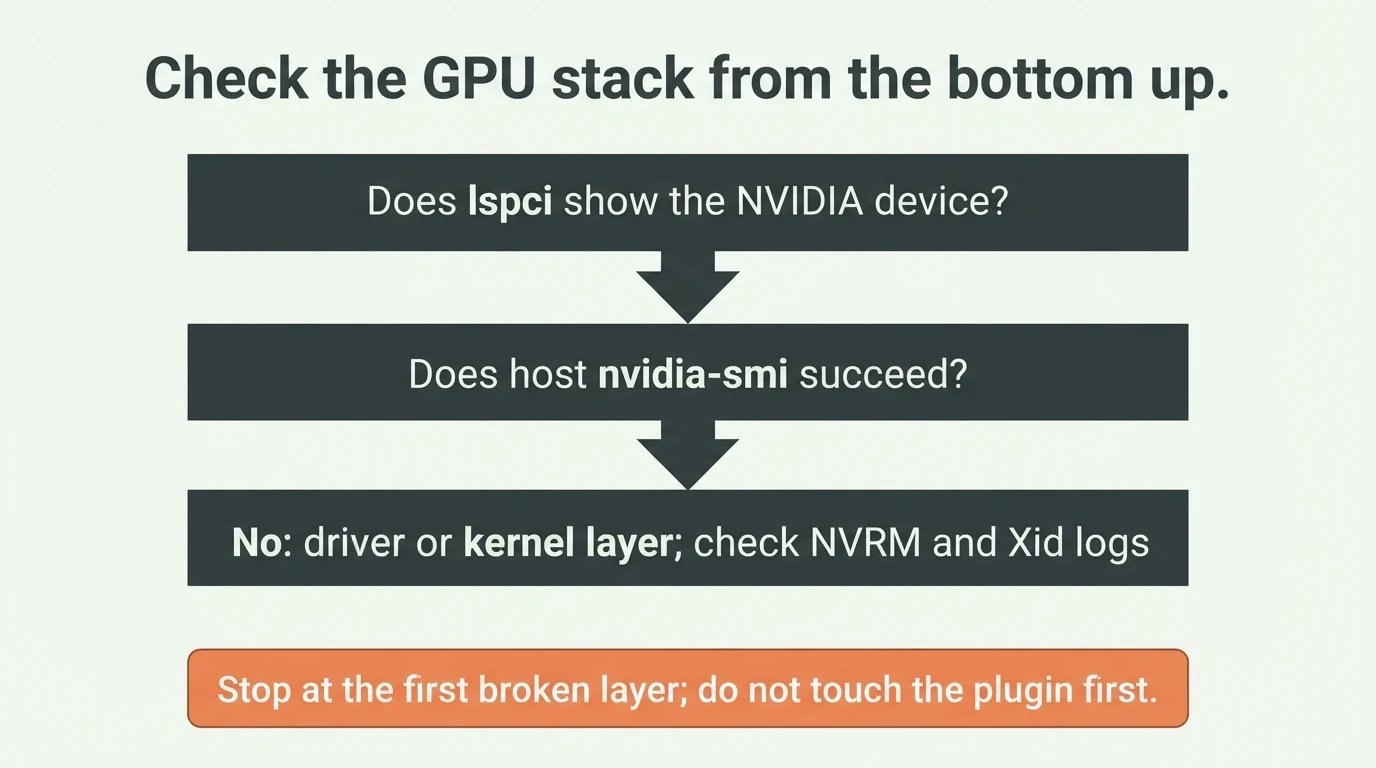 Check the GPU stack from the bottom up.
Does lspci show the NVIDIA device?
Does host nvidia-smi succeed?
No: driver or kernel layer; check NVRM and Xid logs
Stop at the first broken layer; do not touch the plugin first.